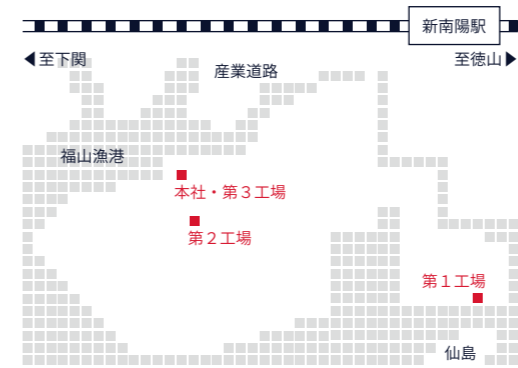 新南陽駅
◀至下関
至徳山▶
産業道路
福山漁港
本社・第３工場
第２工場
第１工場
仙島